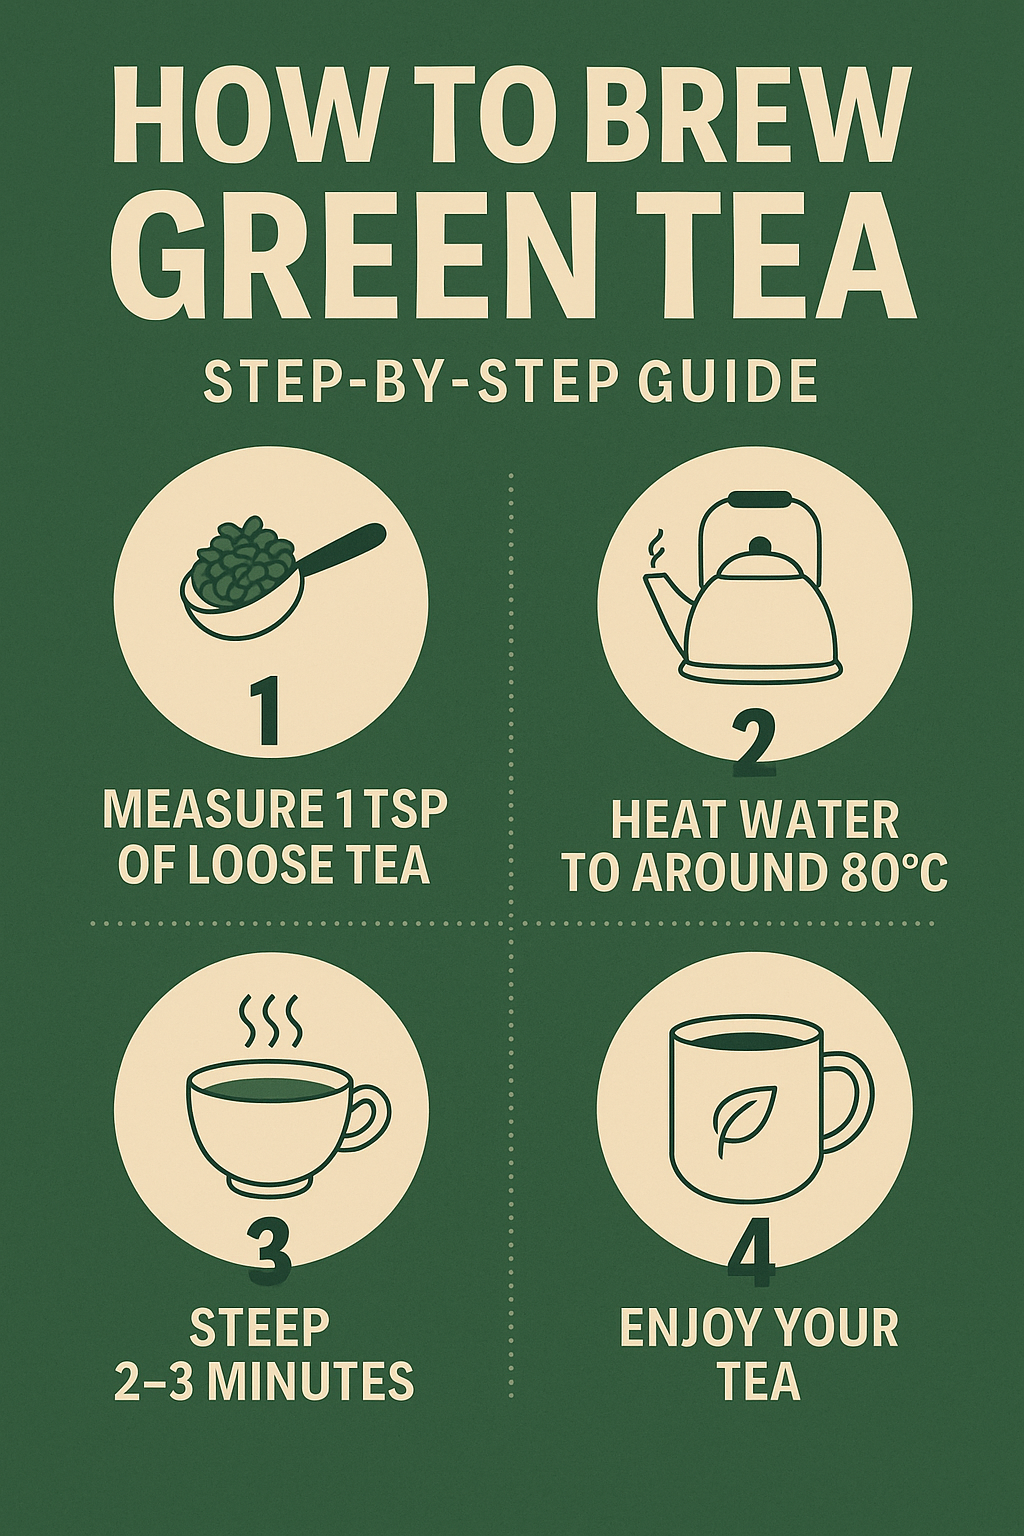 HOW TO BREW
GREEN TEA
STEP-BY-STEP GUIDE
1
MEASURE 1 TSP
OF LOOSE TEA
2
HEAT WATER
TO AROUND 80°C
3
STEEP
2–3 MINUTES
4
ENJOY YOUR
TEA